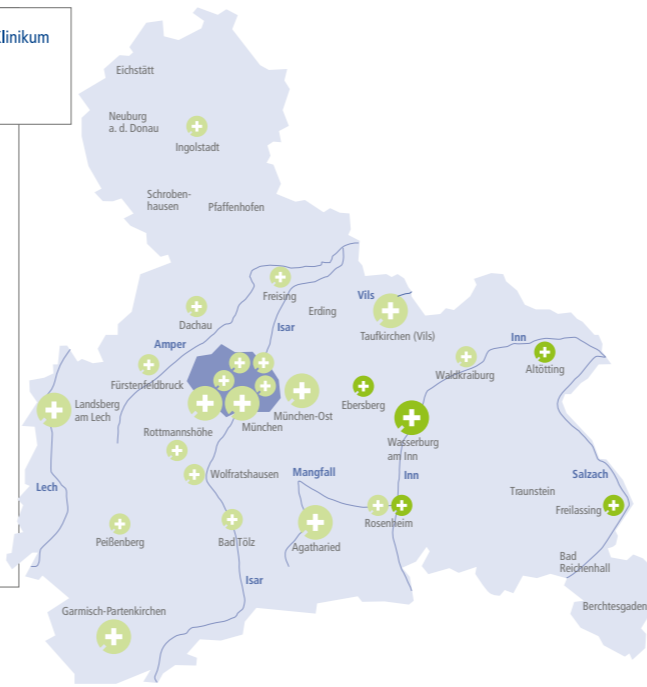 Klinikum
Eichstätt
Neuburg
a. d. Donau
Ingolstadt
Schroben-
hausen
Pfaffenhofen
Freising
Erding
Vils
Taufkirchen (Vils)
Dachau
Isar
Amper
Inn
Altötting
Waldkraiburg
Fürstenfeldbruck
Ebersberg
Landsberg
am Lech
München-Ost
München
Rottmannshöhe
Wasserburg
am Inn
Wolfratshausen
Mangfall
Inn
Salzach
Lech
Traunstein
Freilassing
Rosenheim
Peißenberg
Bad Tölz
Agatharied
Bad
Reichenhall
Isar
Berchtesgaden
Garmisch-Partenkirchen